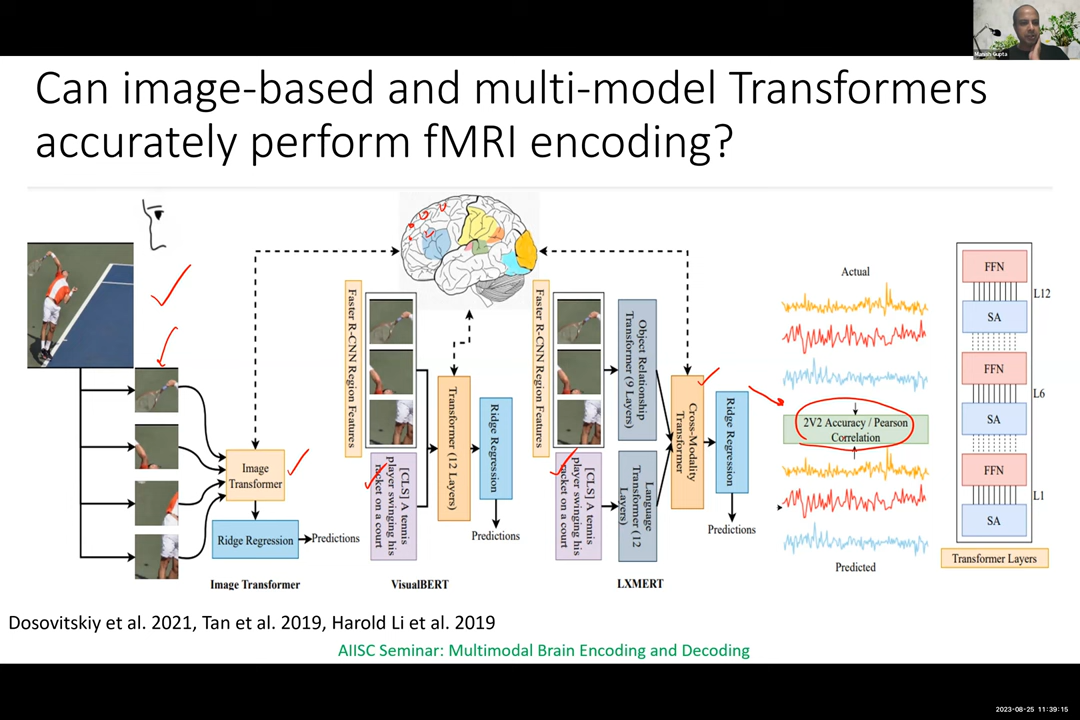 Manish Gupta
Can image-based and multi-model Transformers
accurately perform fMRI encoding?
Image
Transformer
Ridge Regression
Predictions
Image Transformer
Faster R-CNN Region Features
[CLS] A tennis
player swinging his
racket on a court
Transformer (12 Layers)
Ridge Regression
Predictions
VisualBERT
Faster R-CNN Region Features
[CLS] A tennis
player swinging his
racket on a court
Object Relationship
Transformer (9 Layers)
Language
Transformer (12
Layers)
Cross-Modality
Transformer
Ridge Regression
Predictions
LXMERT
Actual
2V2 Accuracy / Pearson
Correlation
Predicted
FFN
L12
SA
FFN
L6
SA
FFN
L1
SA
Transformer Layers
Dosovitskiy et al. 2021, Tan et al. 2019, Harold Li et al. 2019
AIISC Seminar: Multimodal Brain Encoding and Decoding
2023-08-25 11:39:15